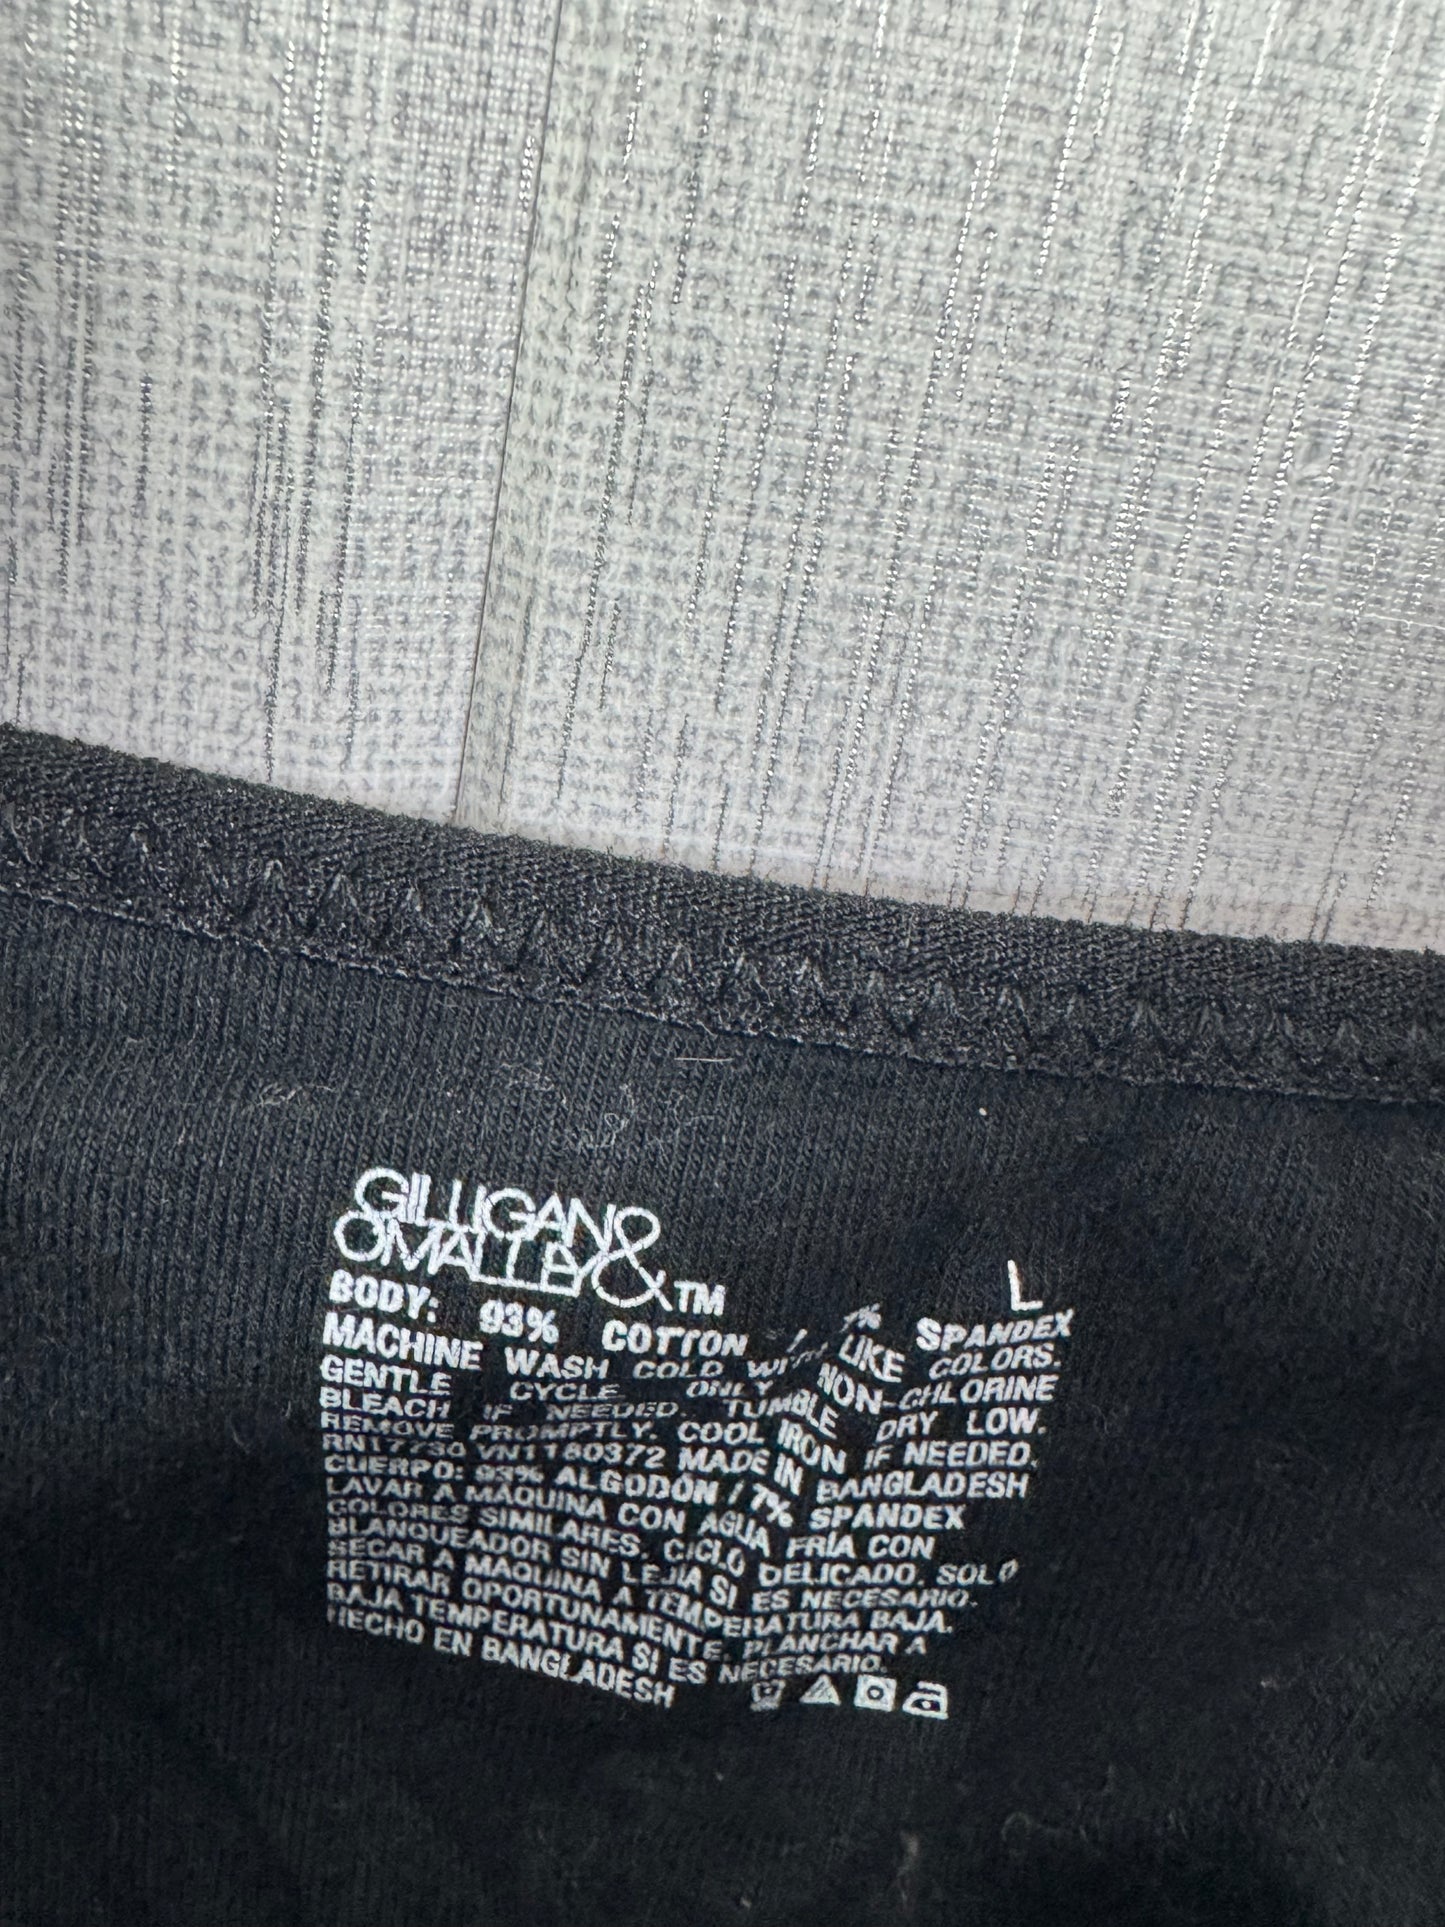 GILLIGAN &
O'MALLEY TM
L
BODY: 93% COTTON / 7% SPANDEX
MACHINE WASH COLD WITH LIKE COLORS.
GENTLE CYCLE ONLY NON-CHLORINE
BLEACH IF NEEDED. TUMBLE DRY LOW.
REMOVE PROMPTLY. COOL IRON IF NEEDED.
RN17730 VN1180372 MADE IN BANGLADESH
CUERPO: 93% ALGODÓN / 7% SPANDEX
LAVAR A MAQUINA CON AGUA FRÍA CON
COLORES SIMILARES. CICLO DELICADO. SOLO
BLANQUEADOR SIN LEJIA SI ES NECESARIO.
SECAR A MAQUINA A TEMPERATURA BAJA.
RETIRAR OPORTUNAMENTE. PLANCHAR A
BAJA TEMPERATURA SI ES NECESARIO.
HECHO EN BANGLADESH